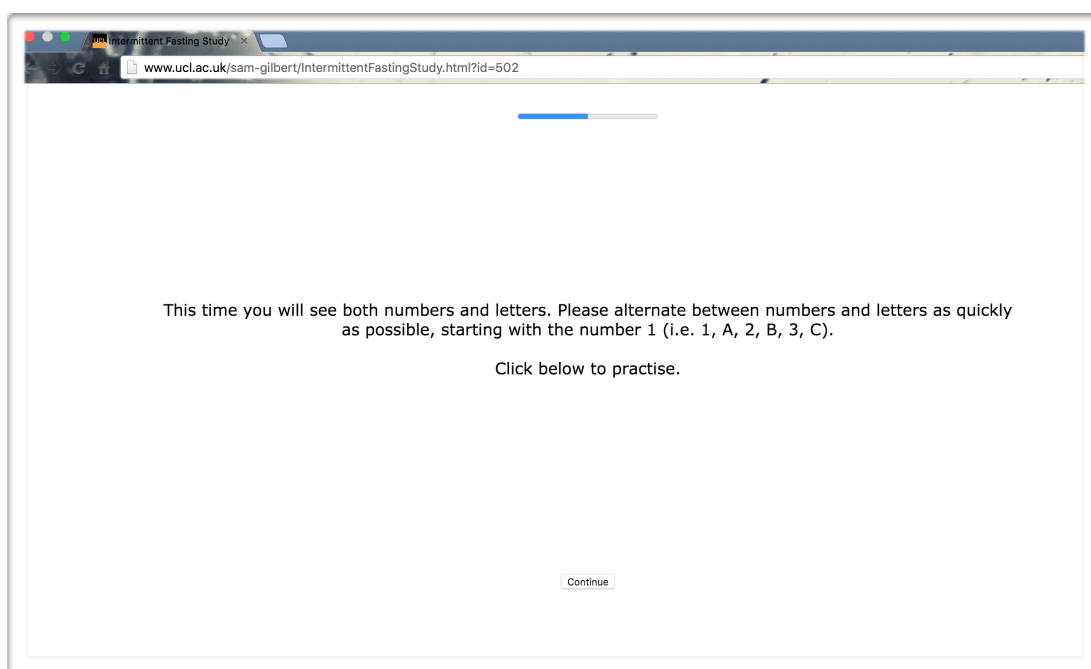 UCL Intermittent Fasting Study ×
www.ucl.ac.uk/sam-gilbert/IntermittentFastingStudy.html?id=502
This time you will see both numbers and letters. Please alternate between numbers and letters as quickly
as possible, starting with the number 1 (i.e. 1, A, 2, B, 3, C).
Click below to practise.
Continue